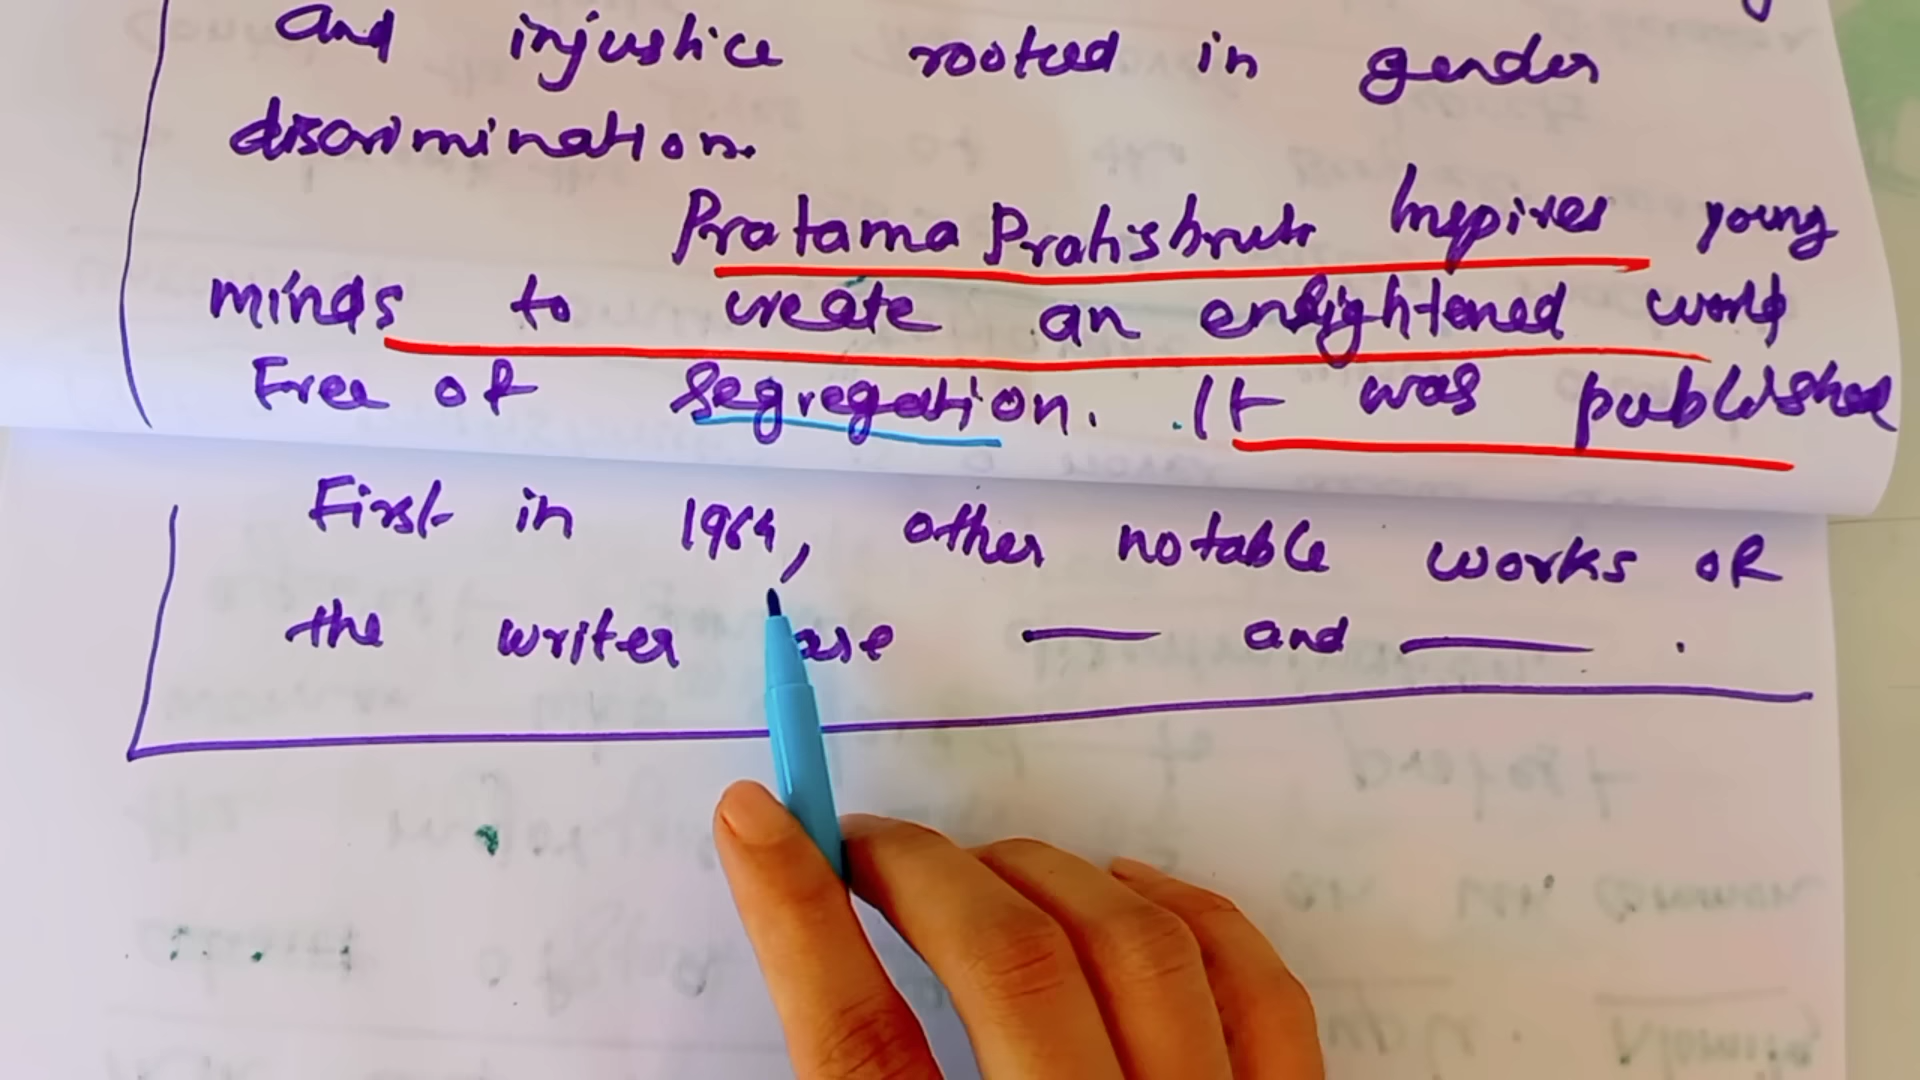 and injustice rooted in gender
discrimination.
Pratama Pratishruti Inspires young
minds to create an enlightened world
Free of segregation. It was published
First in 1964, other notable works of
the writer are — and — .